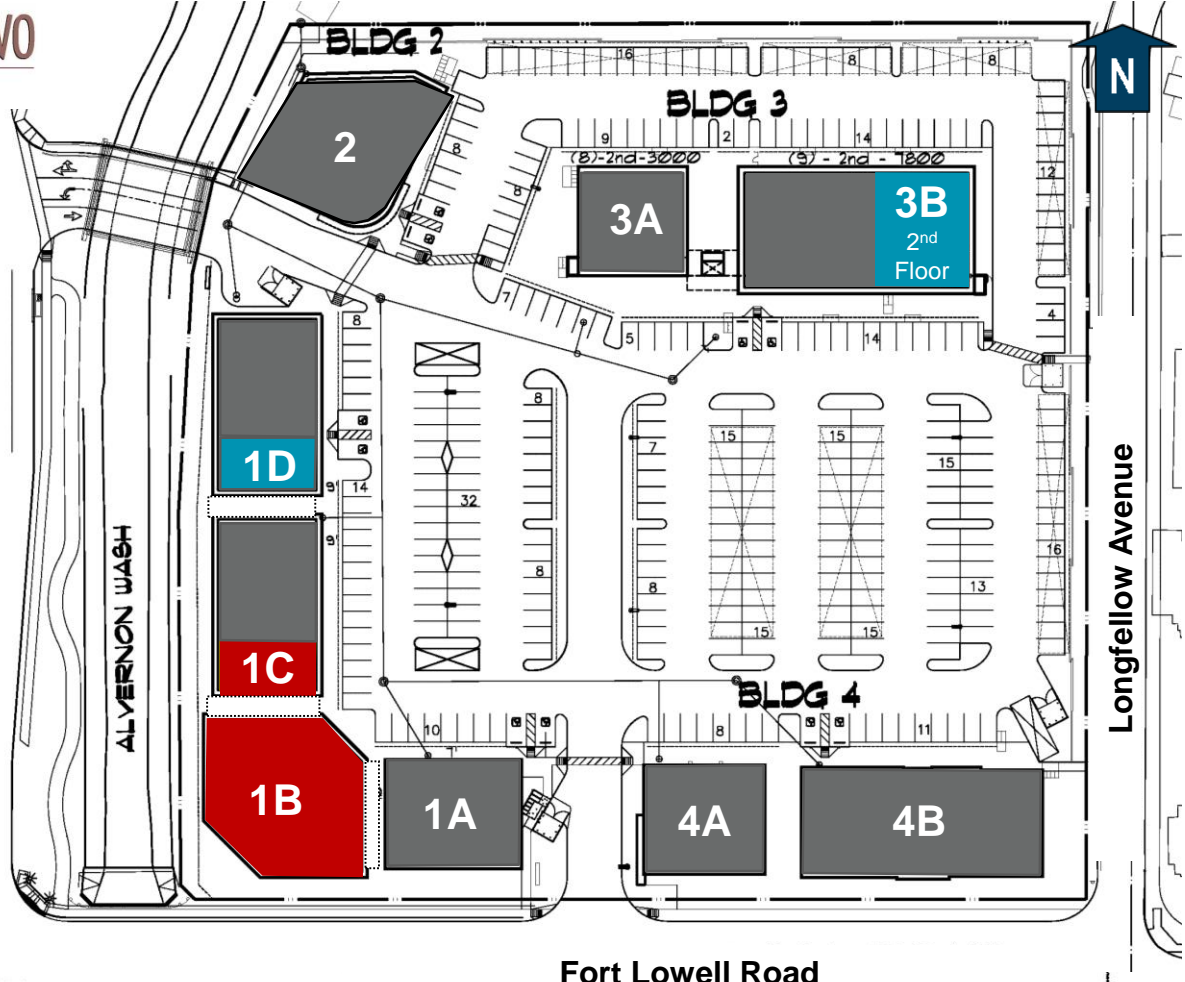 WO
BLDG 2
16
8
8
N
BLDG 3
9
2
14
(8)-2nd-3000
(9) - 2nd - 7800
2
8
8
12
3A
3B
2nd
Floor
7
8
5
14
4
8
7
15
15
15
1D
9'
14
32
9'
8
8
16
13
15
15
1C
ALVERNON WASH
Longfellow Avenue
BLDG 4
10
8
11
1B
1A
4A
4B
Fort Lowell Road